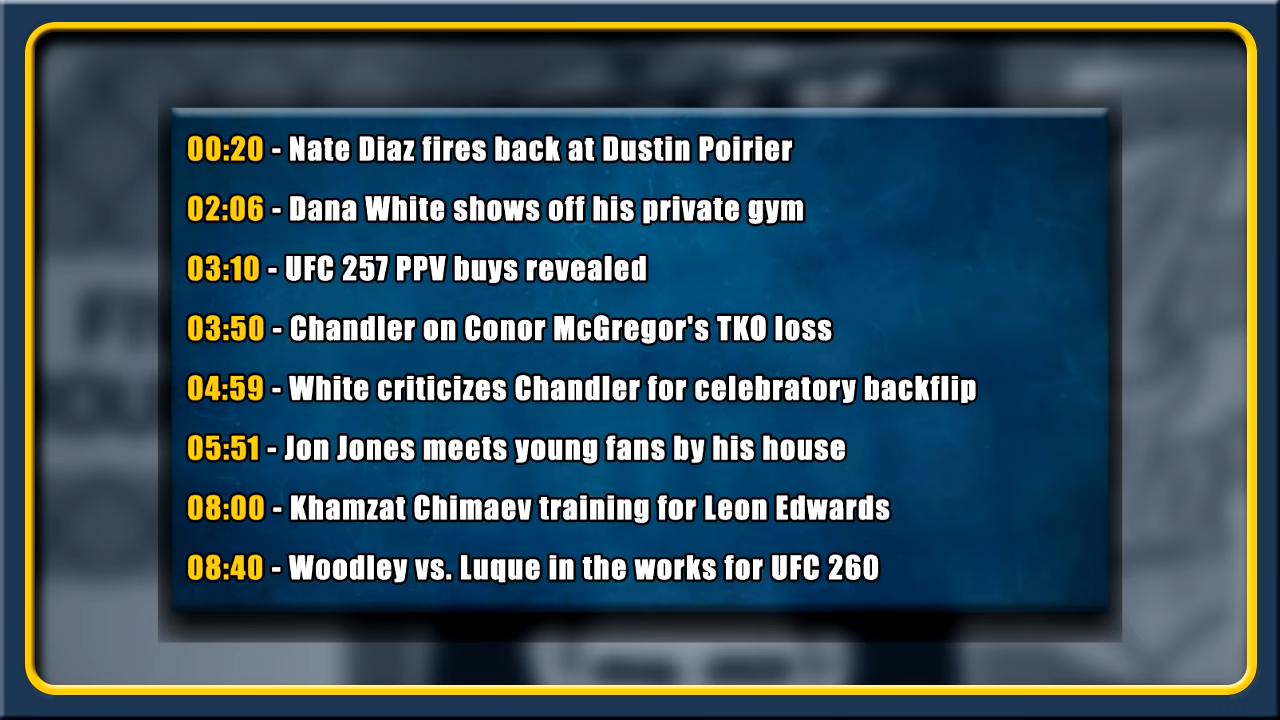 00:20 - Nate Diaz fires back at Dustin Poirier
02:06 - Dana White shows off his private gym
03:10 - UFC 257 PPV buys revealed
03:50 - Chandler on Conor McGregor's TKO loss
04:59 - White criticizes Chandler for celebratory backflip
05:51 - Jon Jones meets young fans by his house
08:00 - Khamzat Chimaev training for Leon Edwards
08:40 - Woodley vs. Luque in the works for UFC 260